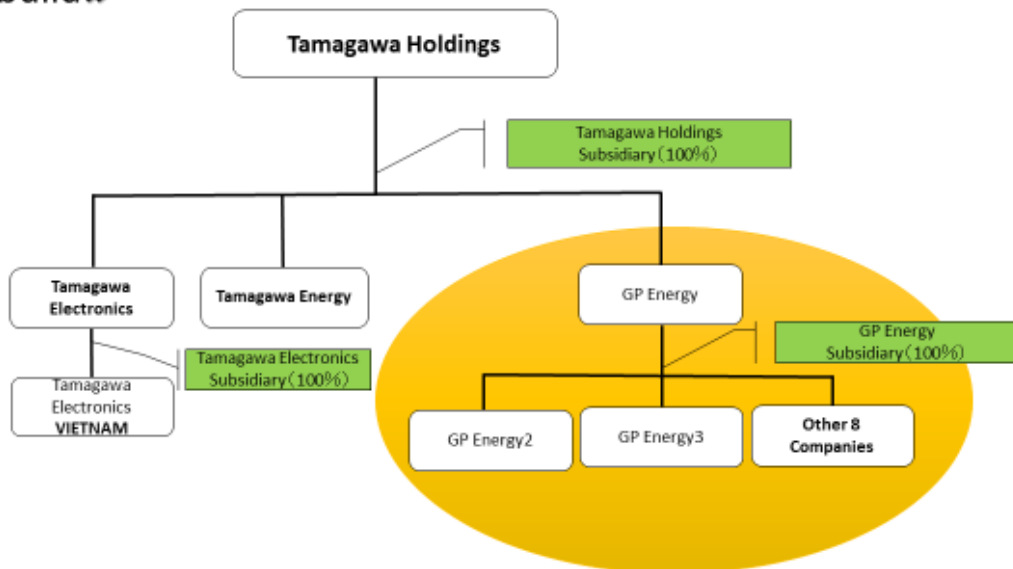 Tamagawa Holdings
Tamagawa Holdings
Subsidiary(100%)
Tamagawa
Electronics
Tamagawa Energy
GP Energy
GP Energy
Subsidiary(100%)
Tamagawa Electronics
Subsidiary(100%)
Tamagawa
Electronics
VIETNAM
GP Energy2
GP Energy3
Other 8
Companies